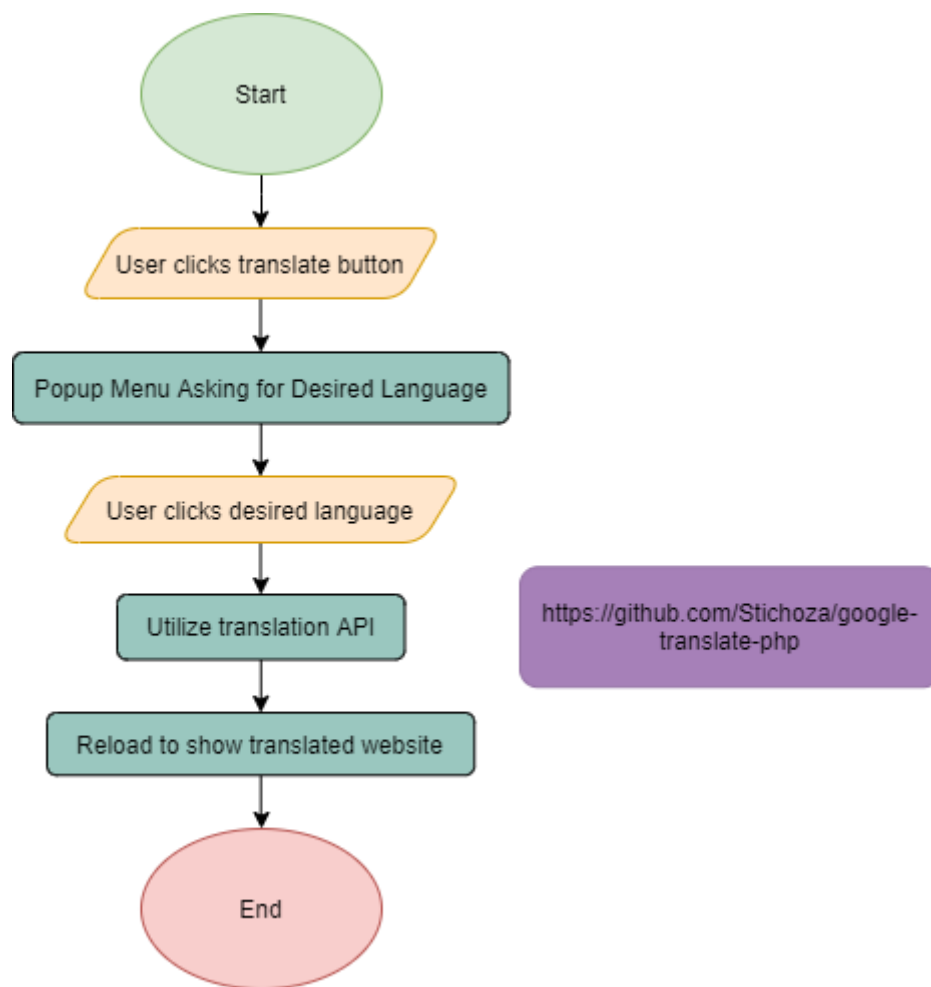 Start
User clicks translate button
Popup Menu Asking for Desired Language
User clicks desired language
Utilize translation API
https://github.com/Stichoza/google-
translate-php
Reload to show translated website
End